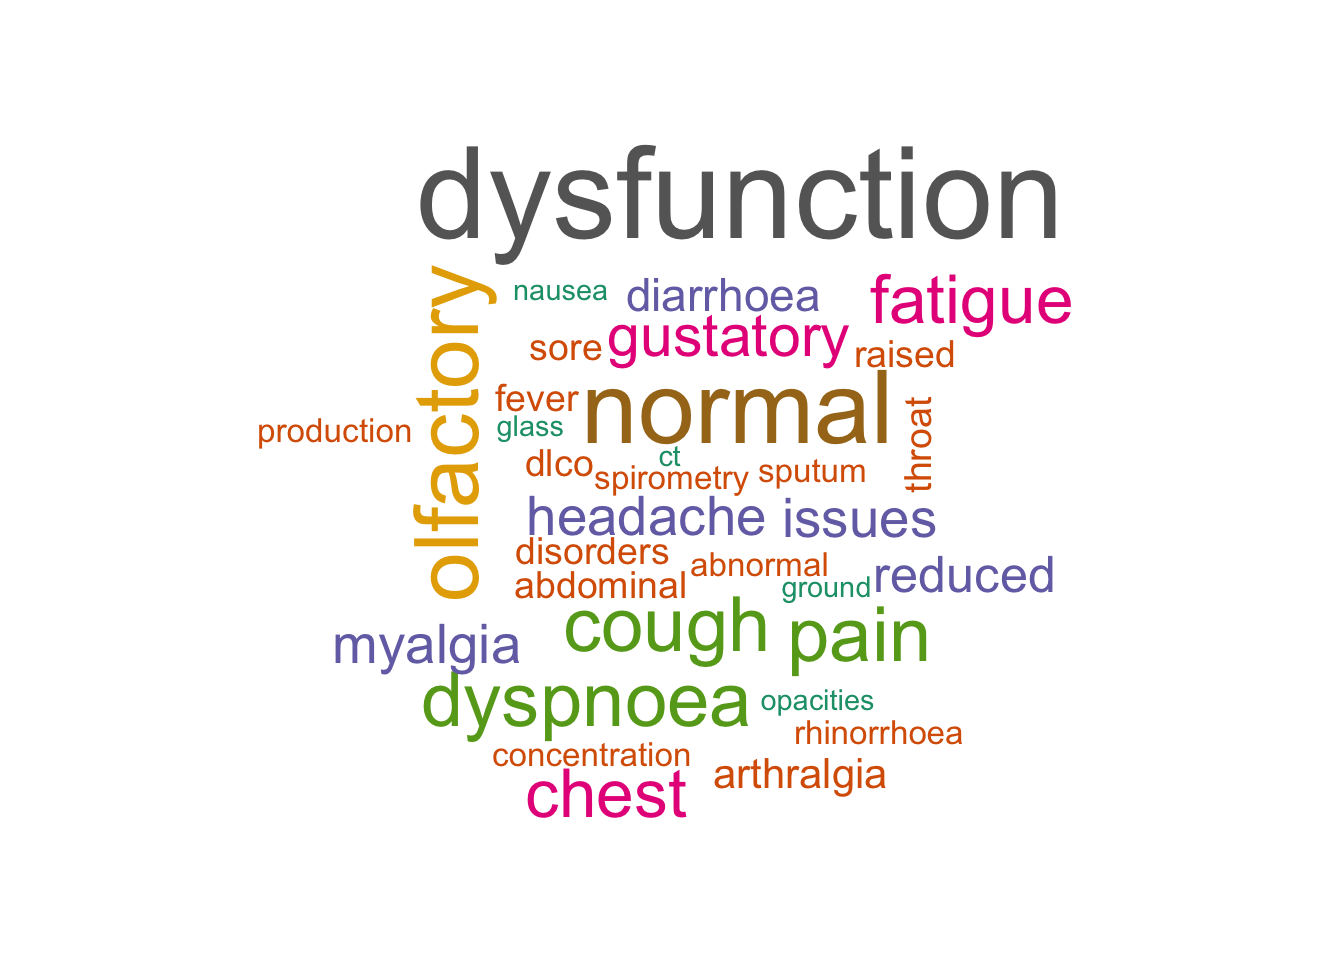 dysfunction
olfactory
nausea
diarrhoea
fatigue
gustatory
sore
raised
fever
normal
throat
production
glass
ct
dlco
spirometry
sputum
headache
issues
disorders
abnormal
reduced
abdominal
ground
cough
pain
myalgia
dyspnoea
opacities
rhinorrhoea
concentration
arthralgia
chest